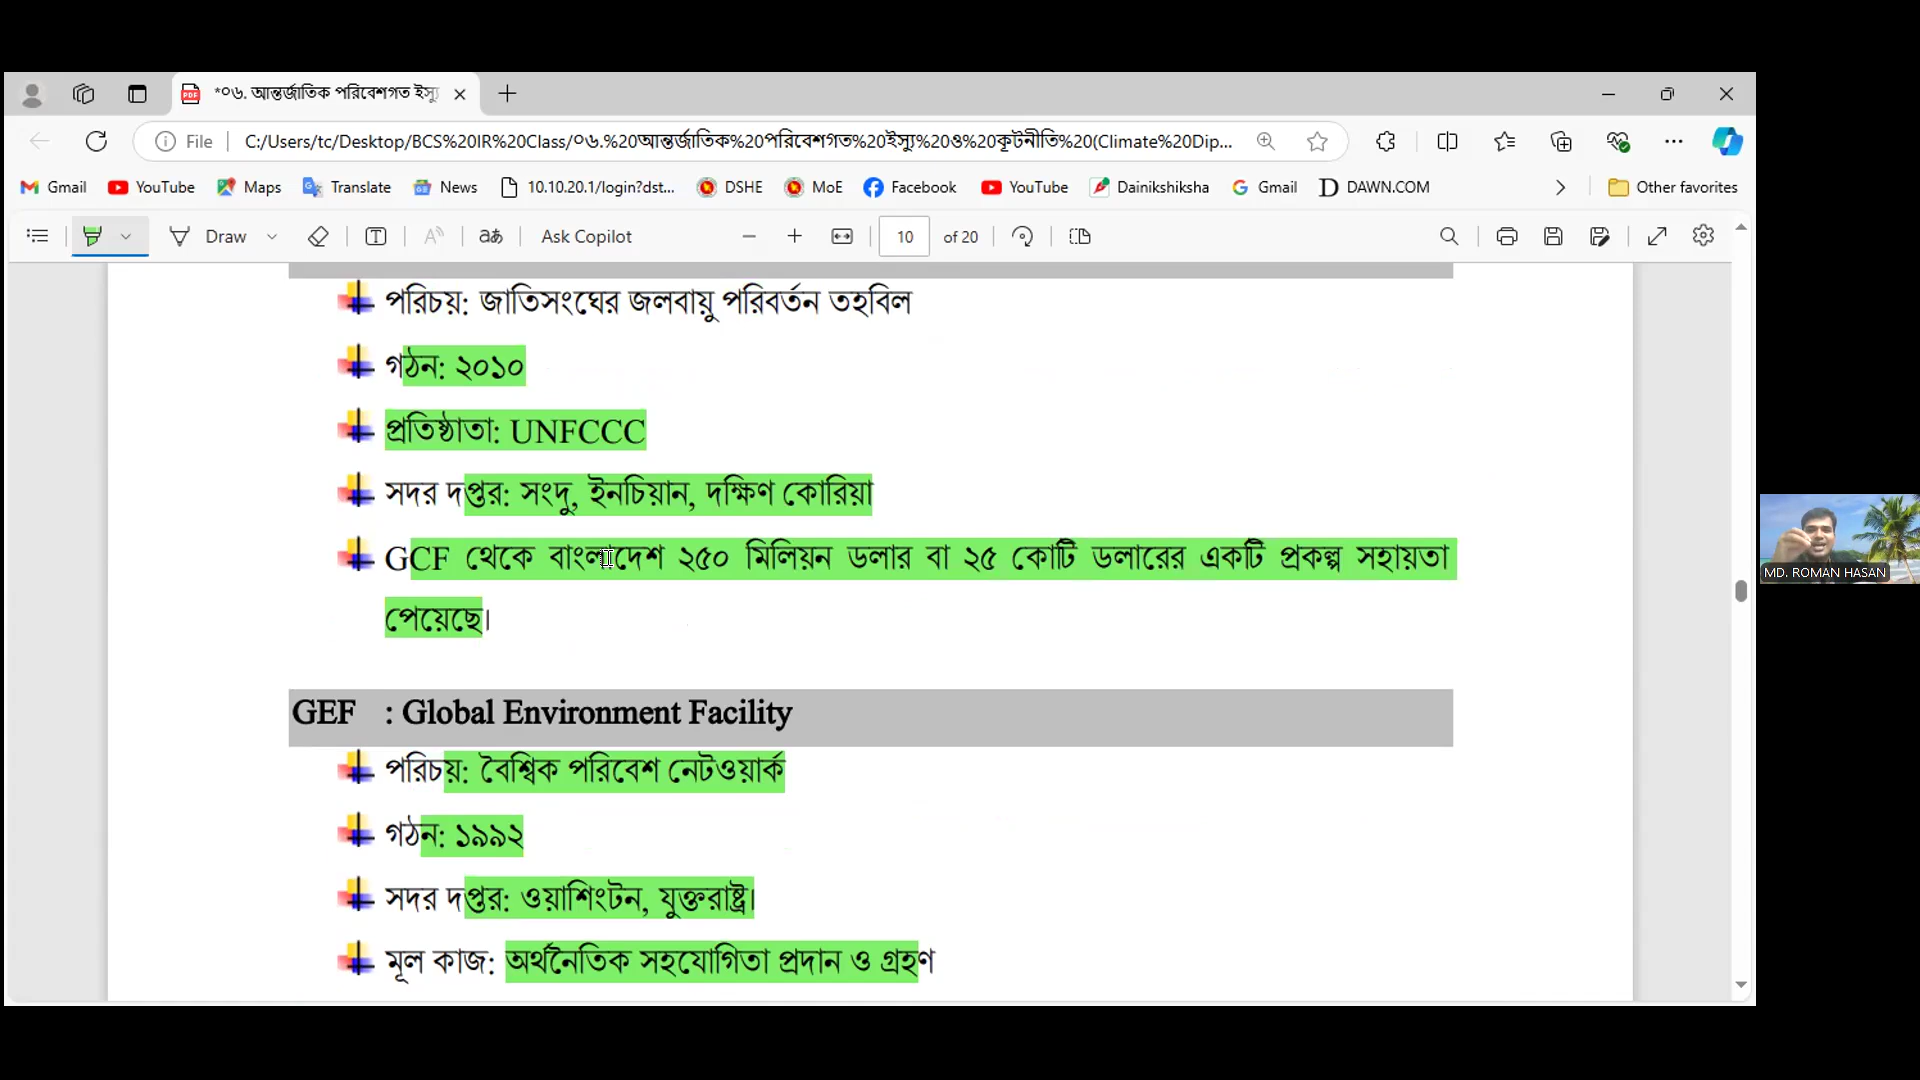 *০৬. আন্তর্জাতিক পরিবেশগত ইস্যু
File
C:/Users/tc/Desktop/BCS%20IR%20Class/০৬.%20আন্তর্জাতিক%20পরিবেশগত%20ইস্যু%20ও%20কূটনীতি%20(Climate%20Dip...
Gmail YouTube Maps Translate News 10.10.20.1/login?dst... DSHE MoE Facebook YouTube Dainikshiksha Gmail DAWN.COM Other favorites
Draw Ask Copilot 10 of 20
পরিচয়: জাতিসংঘের জলবায়ু পরিবর্তন তহবিল
গঠন: ২০১০
প্রতিষ্ঠাতা: UNFCCC
সদর দপ্তর: সংদু, ইনচিয়ান, দক্ষিণ কোরিয়া
GCF থেকে বাংলাদেশ ২৫০ মিলিয়ন ডলার বা ২৫ কোটি ডলারের একটি প্রকল্প সহায়তা
পেয়েছে।
MD. ROMAN HASAN
GEF : Global Environment Facility
পরিচয়: বৈশ্বিক পরিবেশ নেটওয়ার্ক
গঠন: ১৯৯২
সদর দপ্তর: ওয়াশিংটন, যুক্তরাষ্ট্র।
মূল কাজ: অর্থনৈতিক সহযোগিতা প্রদান ও গ্রহণ